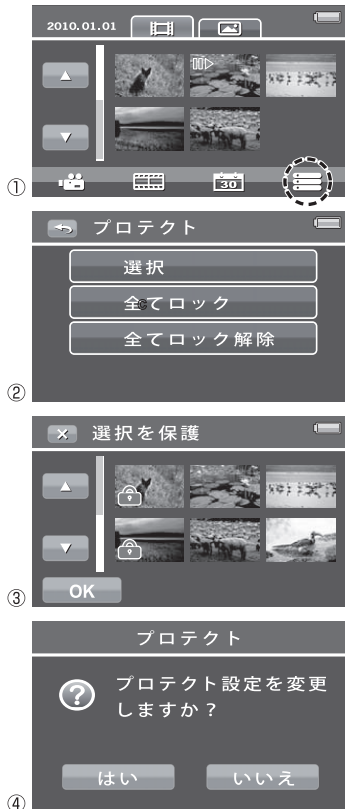 2010.01.01
30
①
プロテクト
選択
全てロック
全てロック解除
②
選択を保護
OK
③
プロテクト
プロテクト設定を変更
しますか?
はい いいえ
④